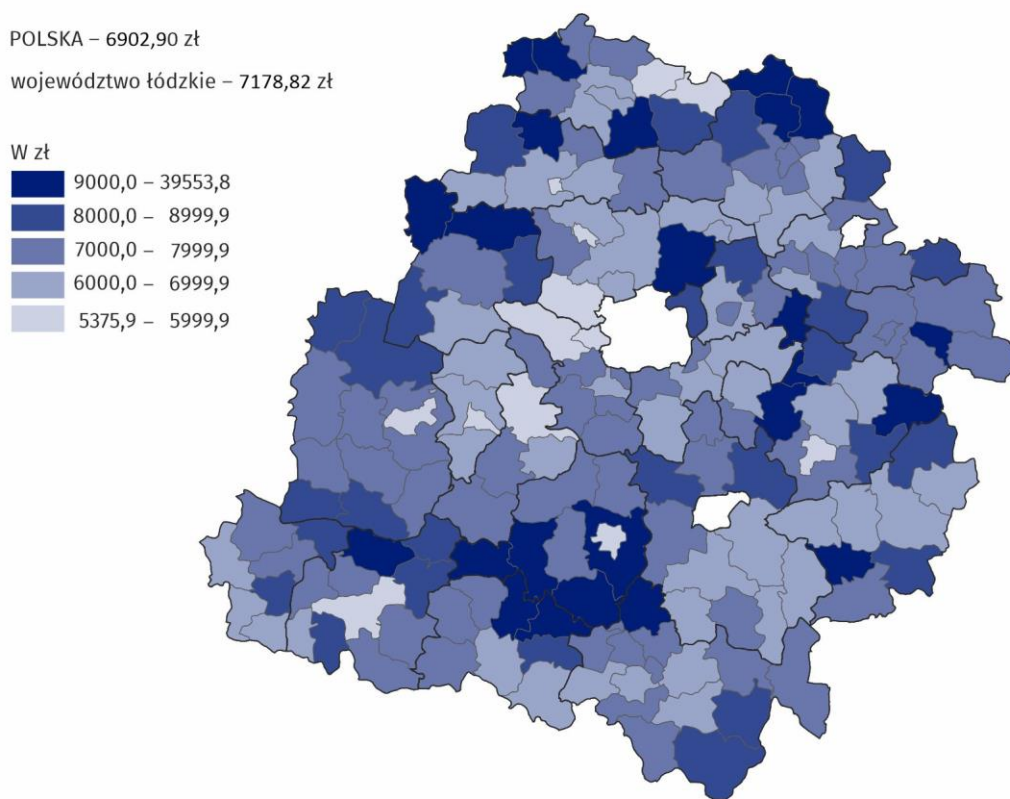 POLSKA – 6902,90 zł
województwo łódzkie – 7178,82 zł
W zł
9000,0 – 39553,8
8000,0 – 8999,9
7000,0 – 7999,9
6000,0 – 6999,9
5375,9 – 5999,9